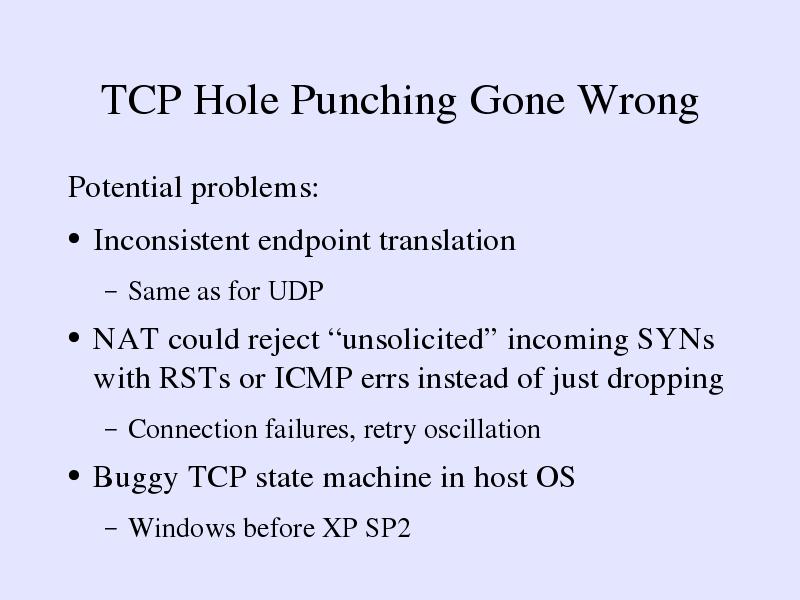 TCP Hole Punching Gone Wrong
Potential problems:
• Inconsistent endpoint translation
– Same as for UDP
• NAT could reject “unsolicited” incoming SYNs
with RSTs or ICMP errs instead of just dropping
– Connection failures, retry oscillation
• Buggy TCP state machine in host OS
– Windows before XP SP2